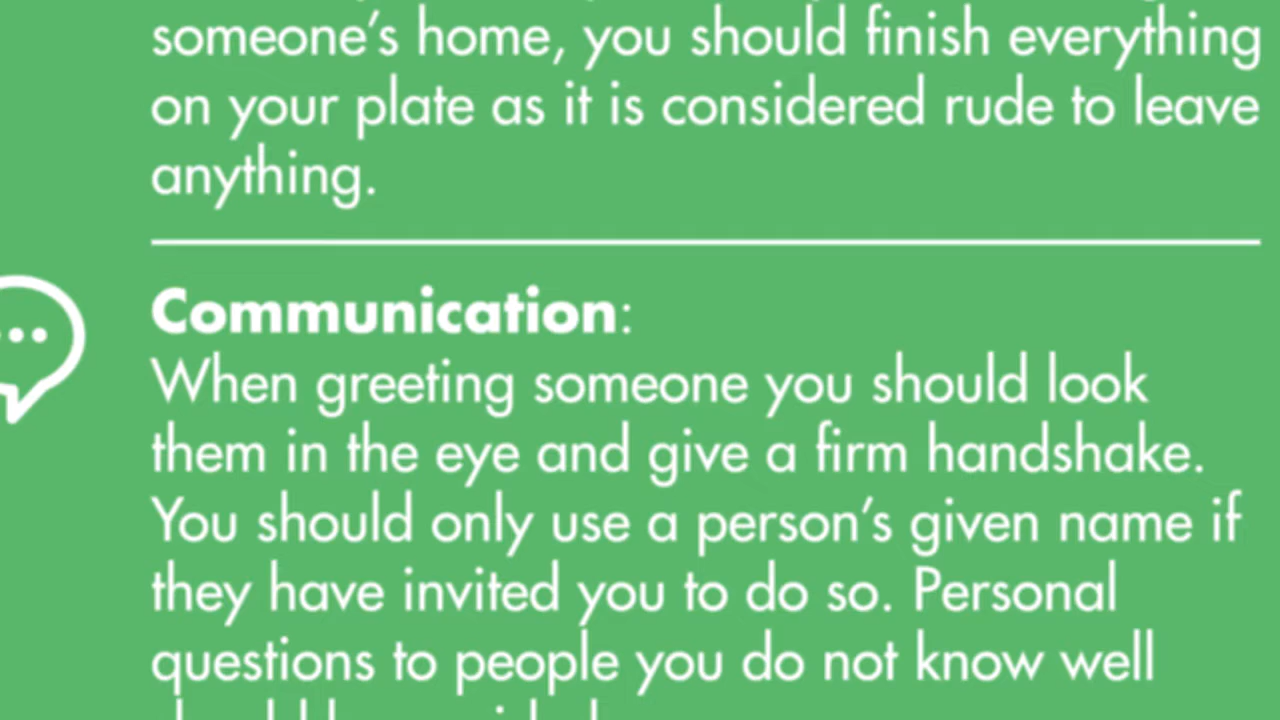 someone’s home, you should finish everything
on your plate as it is considered rude to leave
anything.
Communication:
When greeting someone you should look
them in the eye and give a firm handshake.
You should only use a person’s given name if
they have invited you to do so. Personal
questions to people you do not know well